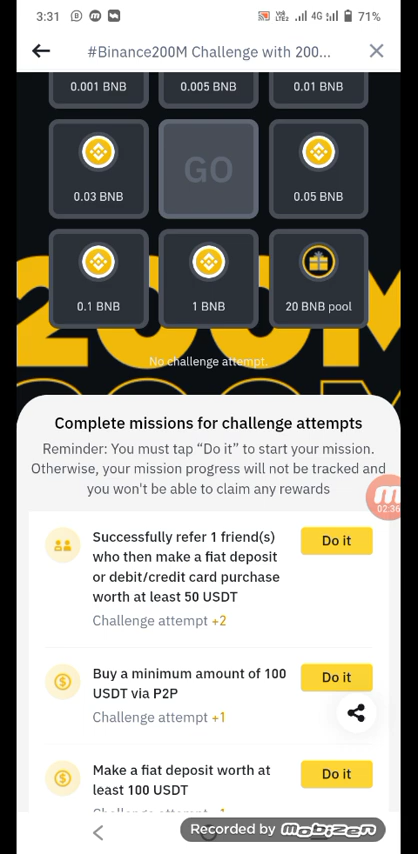 3:31 4G 71%
#Binance200M Challenge with 200...
0.001 BNB 0.005 BNB 0.01 BNB
0.03 BNB GO 0.05 BNB
0.1 BNB 1 BNB 20 BNB pool
200M
No challenge attempt.
Complete missions for challenge attempts
Reminder: You must tap “Do it” to start your mission.
Otherwise, your mission progress will not be tracked and
you won't be able to claim any rewards
02:36
Successfully refer 1 friend(s)
who then make a fiat deposit
or debit/credit card purchase
worth at least 50 USDT
Do it
Challenge attempt +2
Buy a minimum amount of 100
USDT via P2P
Do it
Challenge attempt +1
Make a fiat deposit worth at
least 100 USDT
Do it
Challenge attempt +1
Recorded by mobizen